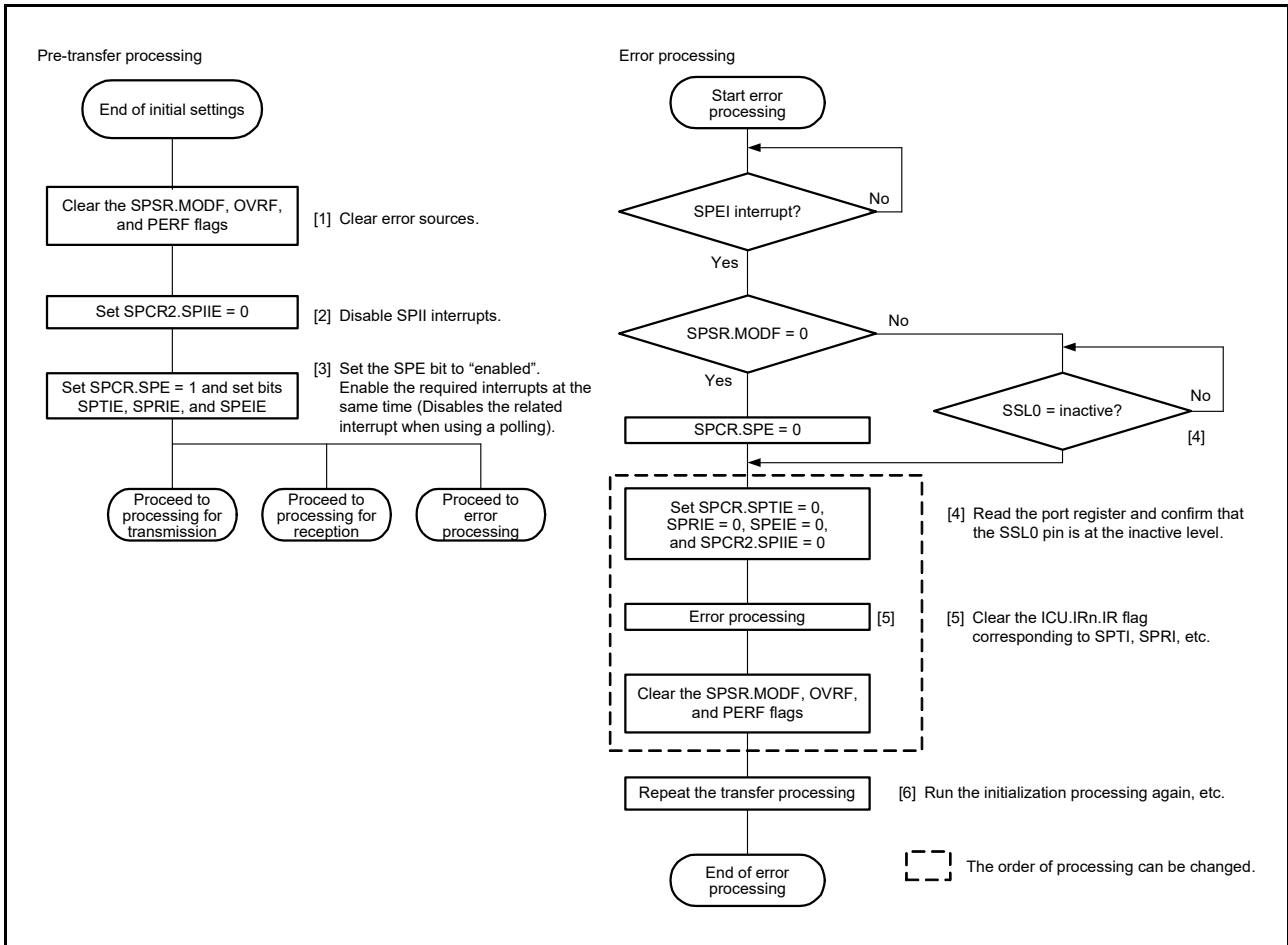 Pre-transfer processing
End of initial settings
Clear the SPSR.MODF, OVRF,
and PERF flags
[1] Clear error sources.
Set SPCR2.SPIIE = 0
[2] Disable SPII interrupts.
Set SPCR.SPE = 1 and set bits
SPTIE, SPRIE, and SPEIE
[3] Set the SPE bit to “enabled”.
Enable the required interrupts at the
same time (Disables the related
interrupt when using a polling).
Proceed to
processing for
transmission
Proceed to
processing for
reception
Proceed to
error
processing
Error processing
Start error
processing
SPEI interrupt?
No
Yes
SPSR.MODF = 0
No
Yes
SSL0 = inactive?
No
[4]
SPCR.SPE = 0
Set SPCR.SPTIE = 0,
SPRIE = 0, SPEIE = 0,
and SPCR2.SPIIE = 0
[4] Read the port register and confirm that
the SSL0 pin is at the inactive level.
Error processing
[5]
[5] Clear the ICU.IRn.IR flag
corresponding to SPTI, SPRI, etc.
Clear the SPSR.MODF, OVRF,
and PERF flags
Repeat the transfer processing
[6] Run the initialization processing again, etc.
End of error
processing
The order of processing can be changed.